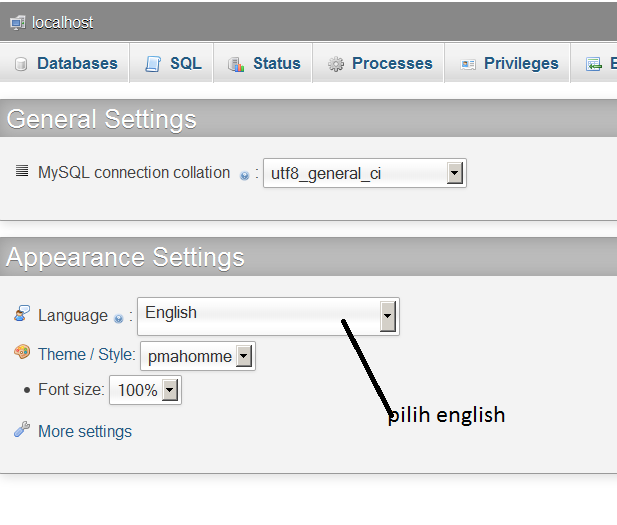 localhost
Databases SQL Status Processes Privileges E
General Settings
MySQL connection collation : utf8_general_ci
Appearance Settings
Language : English
Theme / Style: pmahomme
• Font size: 100%
pilih english
More settings